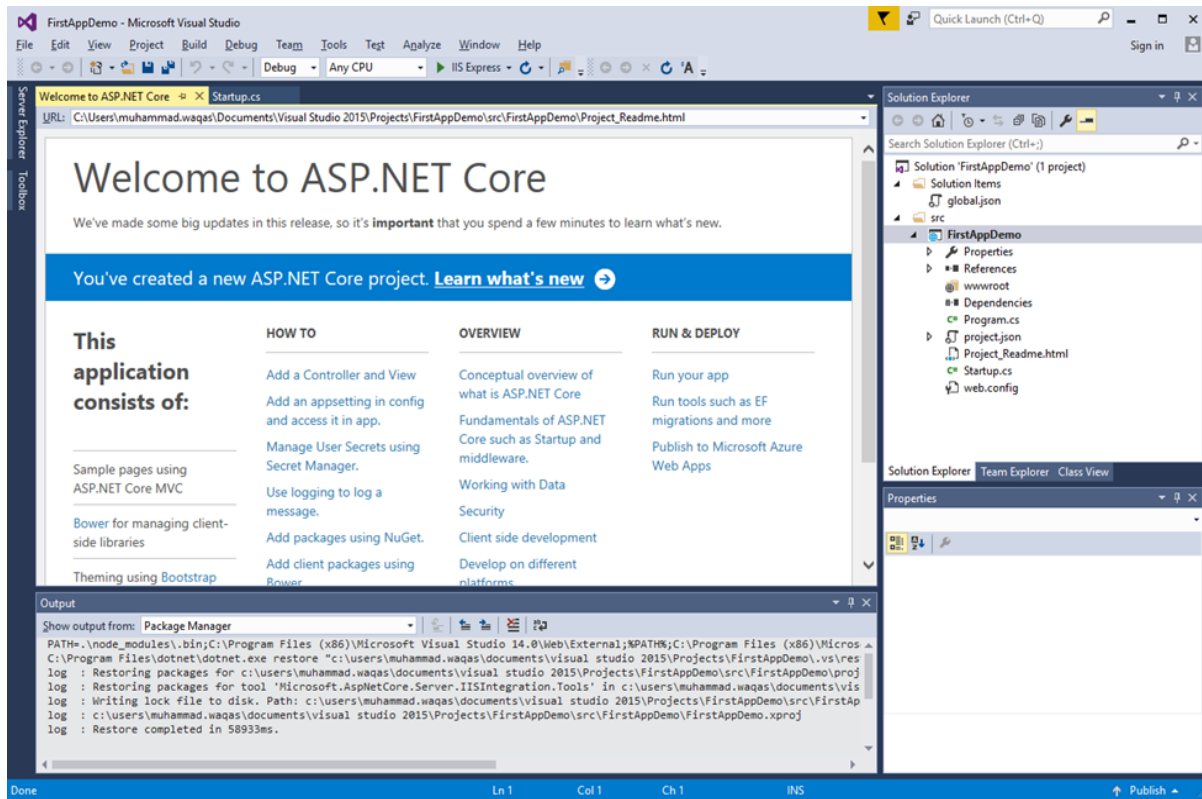 FirstAppDemo - Microsoft Visual Studio
Quick Launch (Ctrl+Q)
File Edit View Project Build Debug Team Tools Test Analyze Window Help
Sign in
Debug Any CPU IIS Express
Server Explorer
Toolbox
Welcome to ASP.NET Core
Startup.cs
URL: C:\Users\muhammad.waqas\Documents\Visual Studio 2015\Projects\FirstAppDemo\src\FirstAppDemo\Project_Readme.html
Welcome to ASP.NET Core
We've made some big updates in this release, so it's important that you spend a few minutes to learn what's new.
You've created a new ASP.NET Core project. Learn what's new
This
application
consists of:
Sample pages using
ASP.NET Core MVC
Bower for managing client-
side libraries
Theming using Bootstrap
HOW TO
Add a Controller and View
Add an appsetting in config
and access it in app.
Manage User Secrets using
Secret Manager.
Use logging to log a
message.
Add packages using NuGet.
Add client packages using
Bower
OVERVIEW
Conceptual overview of
what is ASP.NET Core
Fundamentals of ASP.NET
Core such as Startup and
middleware.
Working with Data
Security
Client side development
Develop on different
platforms
RUN & DEPLOY
Run your app
Run tools such as EF
migrations and more
Publish to Microsoft Azure
Web Apps
Solution Explorer
Search Solution Explorer (Ctrl+;)
Solution 'FirstAppDemo' (1 project)
Solution Items
global.json
src
FirstAppDemo
Properties
References
wwwroot
Dependencies
Program.cs
project.json
Project_Readme.html
Startup.cs
web.config
Solution Explorer Team Explorer Class View
Properties
Output
Show output from: Package Manager
PATH=.\node_modules\.bin;C:\Program Files (x86)\Microsoft Visual Studio 14.0\Web\External;%PATH%;C:\Program Files (x86)\Micros
C:\Program Files\dotnet\dotnet.exe restore "c:\users\muhammad.waqas\documents\visual studio 2015\Projects\FirstAppDemo\.vs\res
log : Restoring packages for c:\users\muhammad.waqas\documents\visual studio 2015\Projects\FirstAppDemo\src\FirstAppDemo\proj
log : Restoring packages for tool 'Microsoft.AspNetCore.Server.IISIntegration.Tools' in c:\users\muhammad.waqas\documents\vis
log : Writing lock file to disk. Path: c:\users\muhammad.waqas\documents\visual studio 2015\Projects\FirstAppDemo\src\FirstAp
log : c:\users\muhammad.waqas\documents\visual studio 2015\Projects\FirstAppDemo\src\FirstAppDemo\FirstAppDemo.xproj
log : Restore completed in 58933ms.
Done Ln 1 Col 1 Ch 1 INS Publish